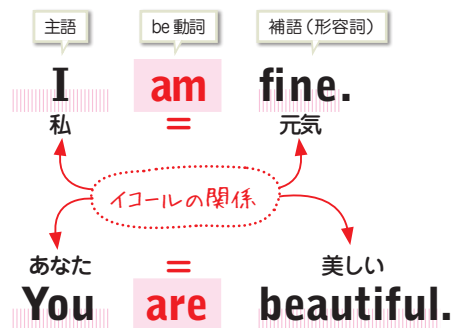 主語 be動詞 補語（形容詞）
I am fine.
私 = 元気
イコールの関係
あなた = 美しい
You are beautiful.